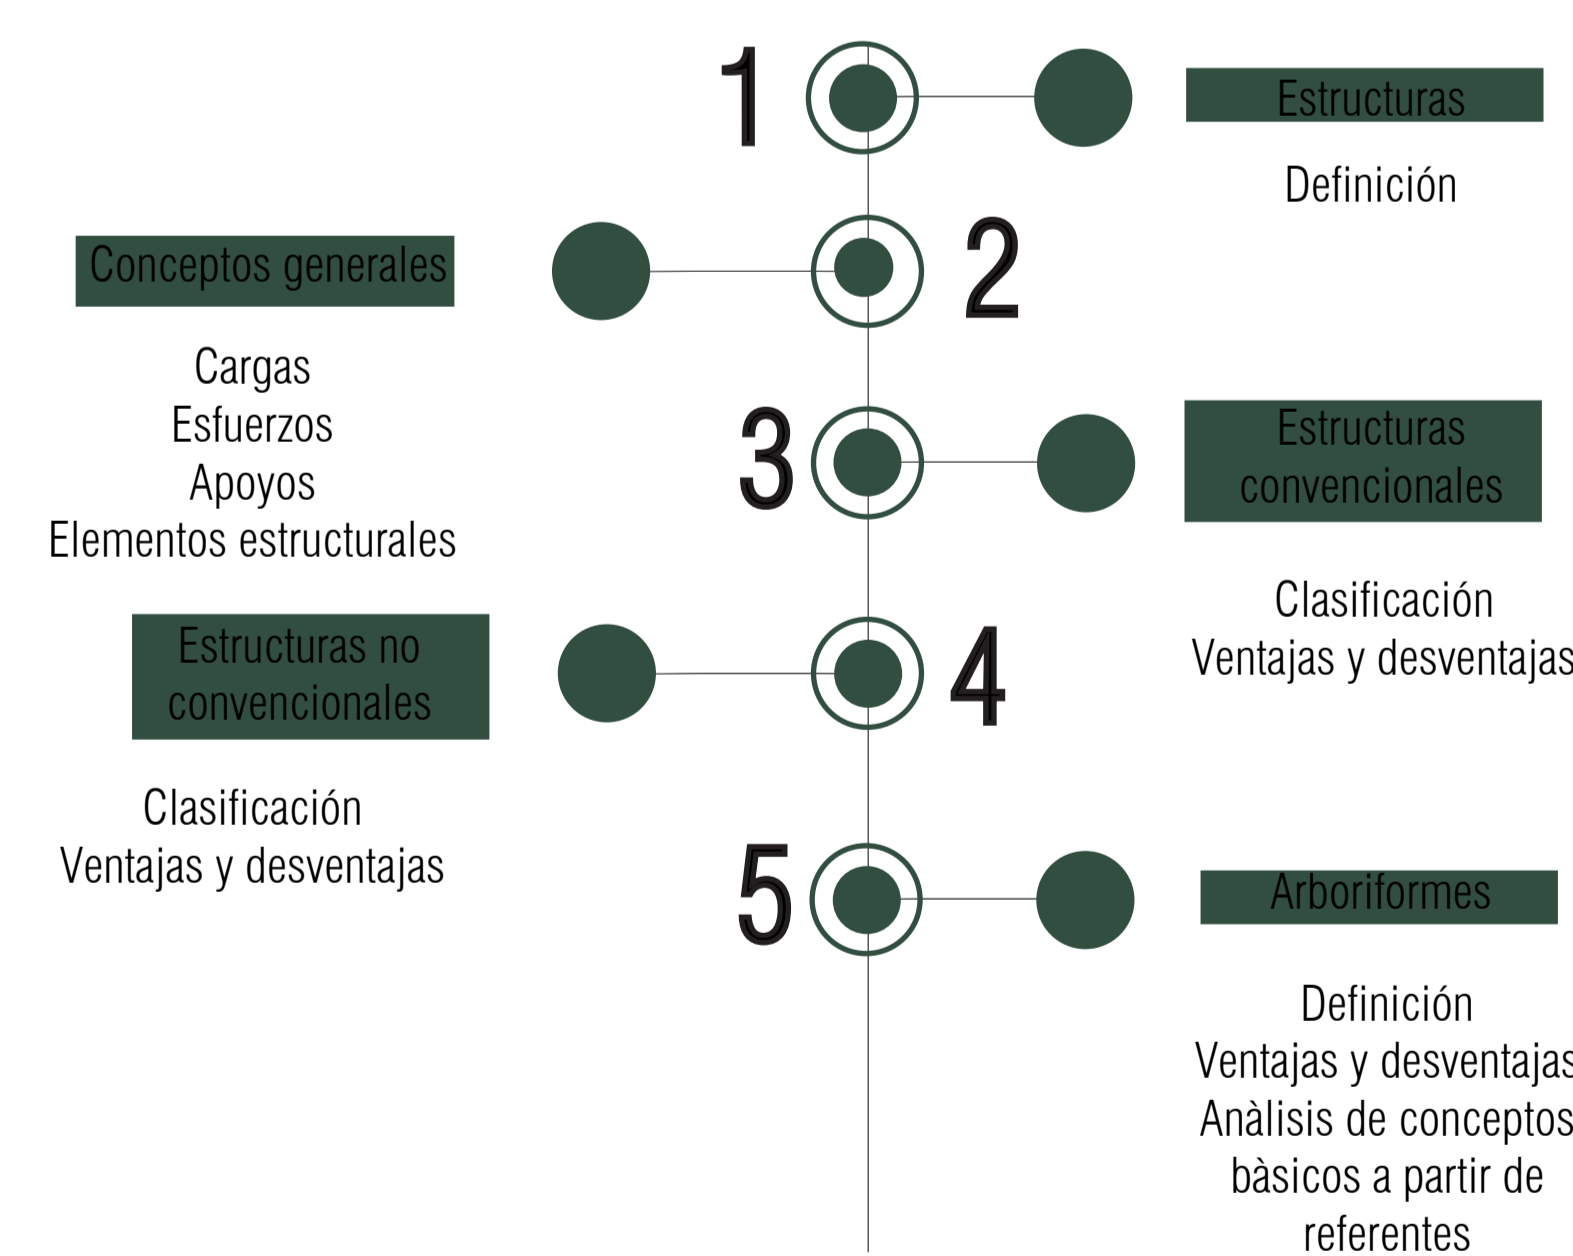 1
Estructuras
Definición
2
Conceptos generales
Cargas
Esfuerzos
Apoyos
Elementos estructurales
3
Estructuras
convencionales
Clasificación
Ventajas y desventajas
4
Estructuras no
convencionales
Clasificación
Ventajas y desventajas
5
Arboriformes
Definición
Ventajas y desventajas
Anàlisis de conceptos
bàsicos a partir de
referentes